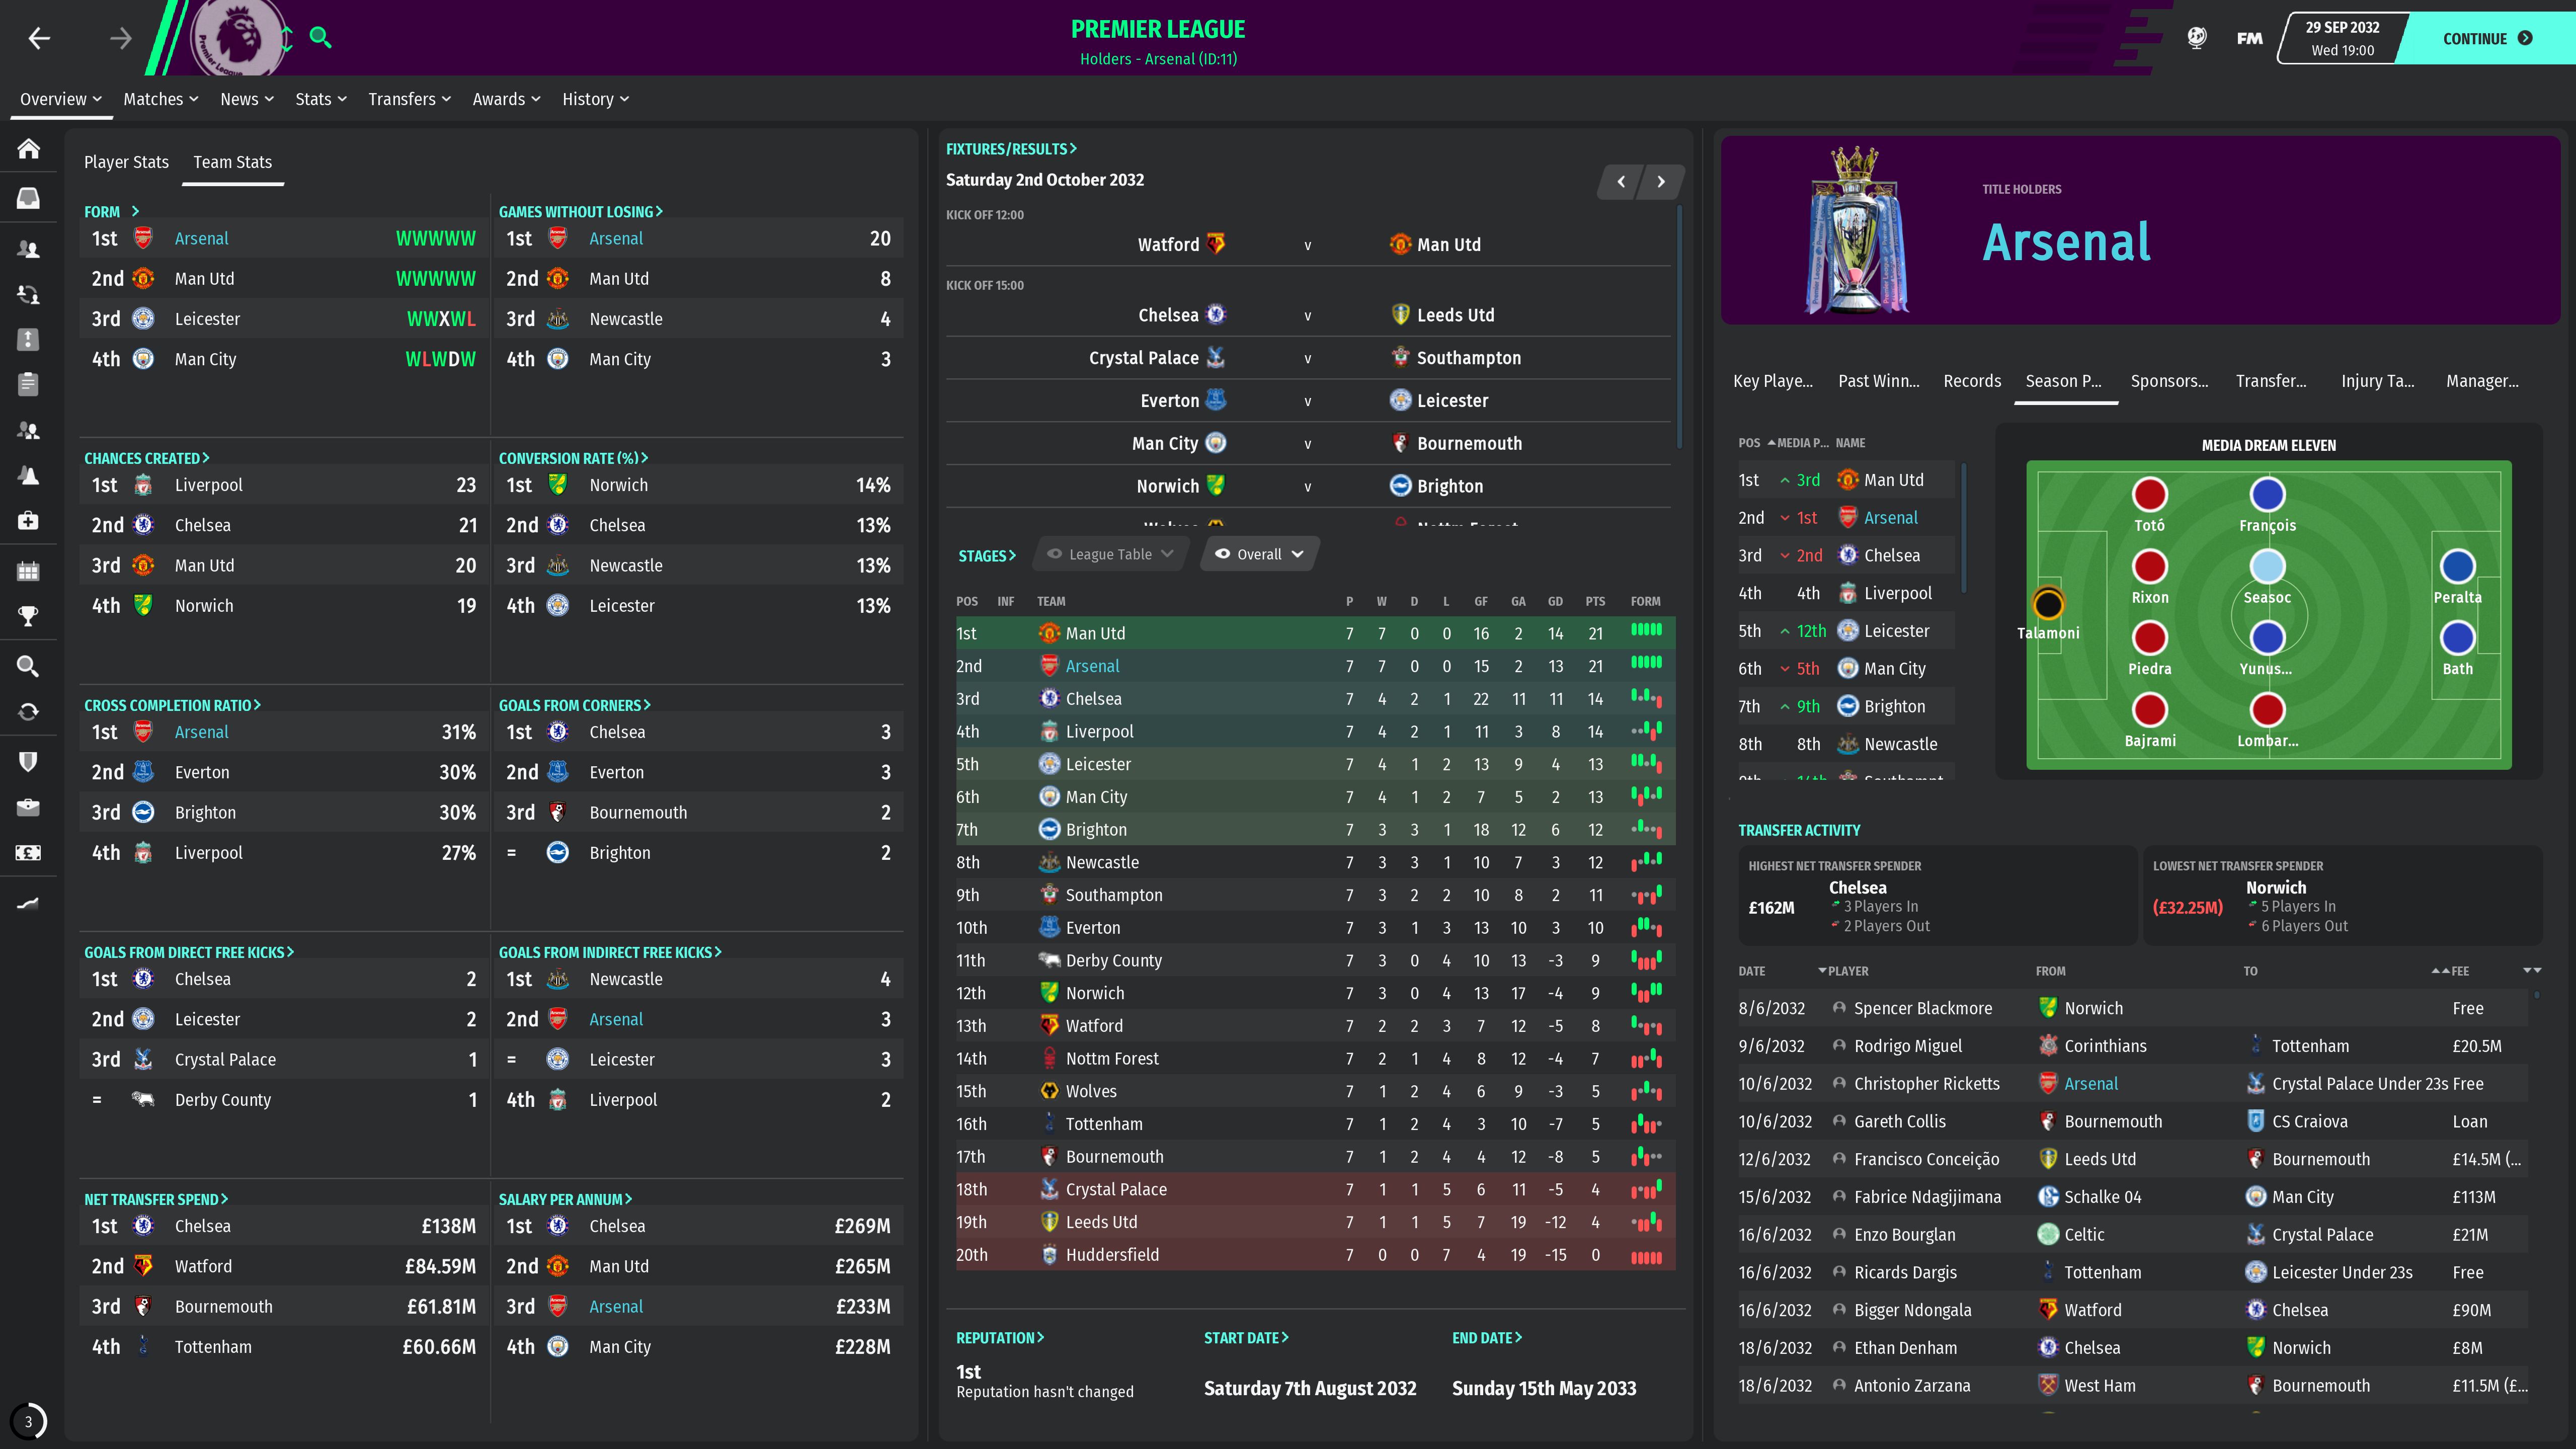 PREMIER LEAGUE
Holders - Arsenal (ID:11)
FM
29 SEP 2032
Wed 19:00
CONTINUE
Overview
Matches
News
Stats
Transfers
Awards
History
Player Stats
Team Stats
FORM
1st Arsenal WWWWW
2nd Man Utd WWWWW
3rd Leicester WWXWL
4th Man City WLWDW
GAMES WITHOUT LOSING
1st Arsenal 20
2nd Man Utd 8
3rd Newcastle 4
4th Man City 3
CHANCES CREATED
1st Liverpool 23
2nd Chelsea 21
3rd Man Utd 20
4th Norwich 19
CONVERSION RATE (%)
1st Norwich 14%
2nd Chelsea 13%
3rd Newcastle 13%
4th Leicester 13%
CROSS COMPLETION RATIO
1st Arsenal 31%
2nd Everton 30%
3rd Brighton 30%
4th Liverpool 27%
GOALS FROM CORNERS
1st Chelsea 3
2nd Everton 3
3rd Bournemouth 2
= Brighton 2
GOALS FROM DIRECT FREE KICKS
1st Chelsea 2
2nd Leicester 2
3rd Crystal Palace 1
= Derby County 1
GOALS FROM INDIRECT FREE KICKS
1st Newcastle 4
2nd Arsenal 3
= Leicester 3
4th Liverpool 2
NET TRANSFER SPEND
1st Chelsea £138M
2nd Watford £84.59M
3rd Bournemouth £61.81M
4th Tottenham £60.66M
SALARY PER ANNUM
1st Chelsea £269M
2nd Man Utd £265M
3rd Arsenal £233M
4th Man City £228M
3
FIXTURES/RESULTS
Saturday 2nd October 2032
KICK OFF 12:00
Watford v Man Utd
KICK OFF 15:00
Chelsea v Leeds Utd
Crystal Palace v Southampton
Everton v Leicester
Man City v Bournemouth
Norwich v Brighton
Wolves v Nottm Forest
STAGES
League Table
Overall
POS INF TEAM P W D L GF GA GD PTS FORM
1st Man Utd 7 7 0 0 16 2 14 21
2nd Arsenal 7 7 0 0 15 2 13 21
3rd Chelsea 7 4 2 1 22 11 11 14
4th Liverpool 7 4 2 1 11 3 8 14
5th Leicester 7 4 1 2 13 9 4 13
6th Man City 7 4 1 2 7 5 2 13
7th Brighton 7 3 3 1 18 12 6 12
8th Newcastle 7 3 3 1 10 7 3 12
9th Southampton 7 3 2 2 10 8 2 11
10th Everton 7 3 1 3 13 10 3 10
11th Derby County 7 3 0 4 10 13 -3 9
12th Norwich 7 3 0 4 13 17 -4 9
13th Watford 7 2 2 3 7 12 -5 8
14th Nottm Forest 7 2 1 4 8 12 -4 7
15th Wolves 7 1 2 4 6 9 -3 5
16th Tottenham 7 1 2 4 3 10 -7 5
17th Bournemouth 7 1 2 4 4 12 -8 5
18th Crystal Palace 7 1 1 5 6 11 -5 4
19th Leeds Utd 7 1 1 5 7 19 -12 4
20th Huddersfield 7 0 0 7 4 19 -15 0
REPUTATION
1st
Reputation hasn't changed
START DATE
Saturday 7th August 2032
END DATE
Sunday 15th May 2033
TITLE HOLDERS
Arsenal
Key Playe...
Past Winn...
Records
Season P...
Sponsors...
Transfer...
Injury Ta...
Manager...
POS MEDIA P... NAME
1st 3rd Man Utd
2nd 1st Arsenal
3rd 2nd Chelsea
4th 4th Liverpool
5th 12th Leicester
6th 5th Man City
7th 9th Brighton
8th 8th Newcastle
9th 14th Southampt
MEDIA DREAM ELEVEN
Totó
François
Rixon
Seasoc
Peralta
Talamoni
Piedra
Yunus...
Bath
Bajrami
Lombar...
TRANSFER ACTIVITY
HIGHEST NET TRANSFER SPENDER
Chelsea
£162M
3 Players In
2 Players Out
LOWEST NET TRANSFER SPENDER
Norwich
(£32.25M)
5 Players In
6 Players Out
DATE PLAYER FROM TO FEE
8/6/2032 Spencer Blackmore Norwich Free
9/6/2032 Rodrigo Miguel Corinthians Tottenham £20.5M
10/6/2032 Christopher Ricketts Arsenal Crystal Palace Under 23s Free
10/6/2032 Gareth Collis Bournemouth CS Craiova Loan
12/6/2032 Francisco Conceição Leeds Utd Bournemouth £14.5M (...
15/6/2032 Fabrice Ndagijimana Schalke 04 Man City £113M
16/6/2032 Enzo Bourglan Celtic Crystal Palace £21M
16/6/2032 Ricards Dargis Tottenham Leicester Under 23s Free
16/6/2032 Bigger Ndongala Watford Chelsea £90M
18/6/2032 Ethan Denham Chelsea Norwich £8M
18/6/2032 Antonio Zarzana West Ham Bournemouth £11.5M (£...